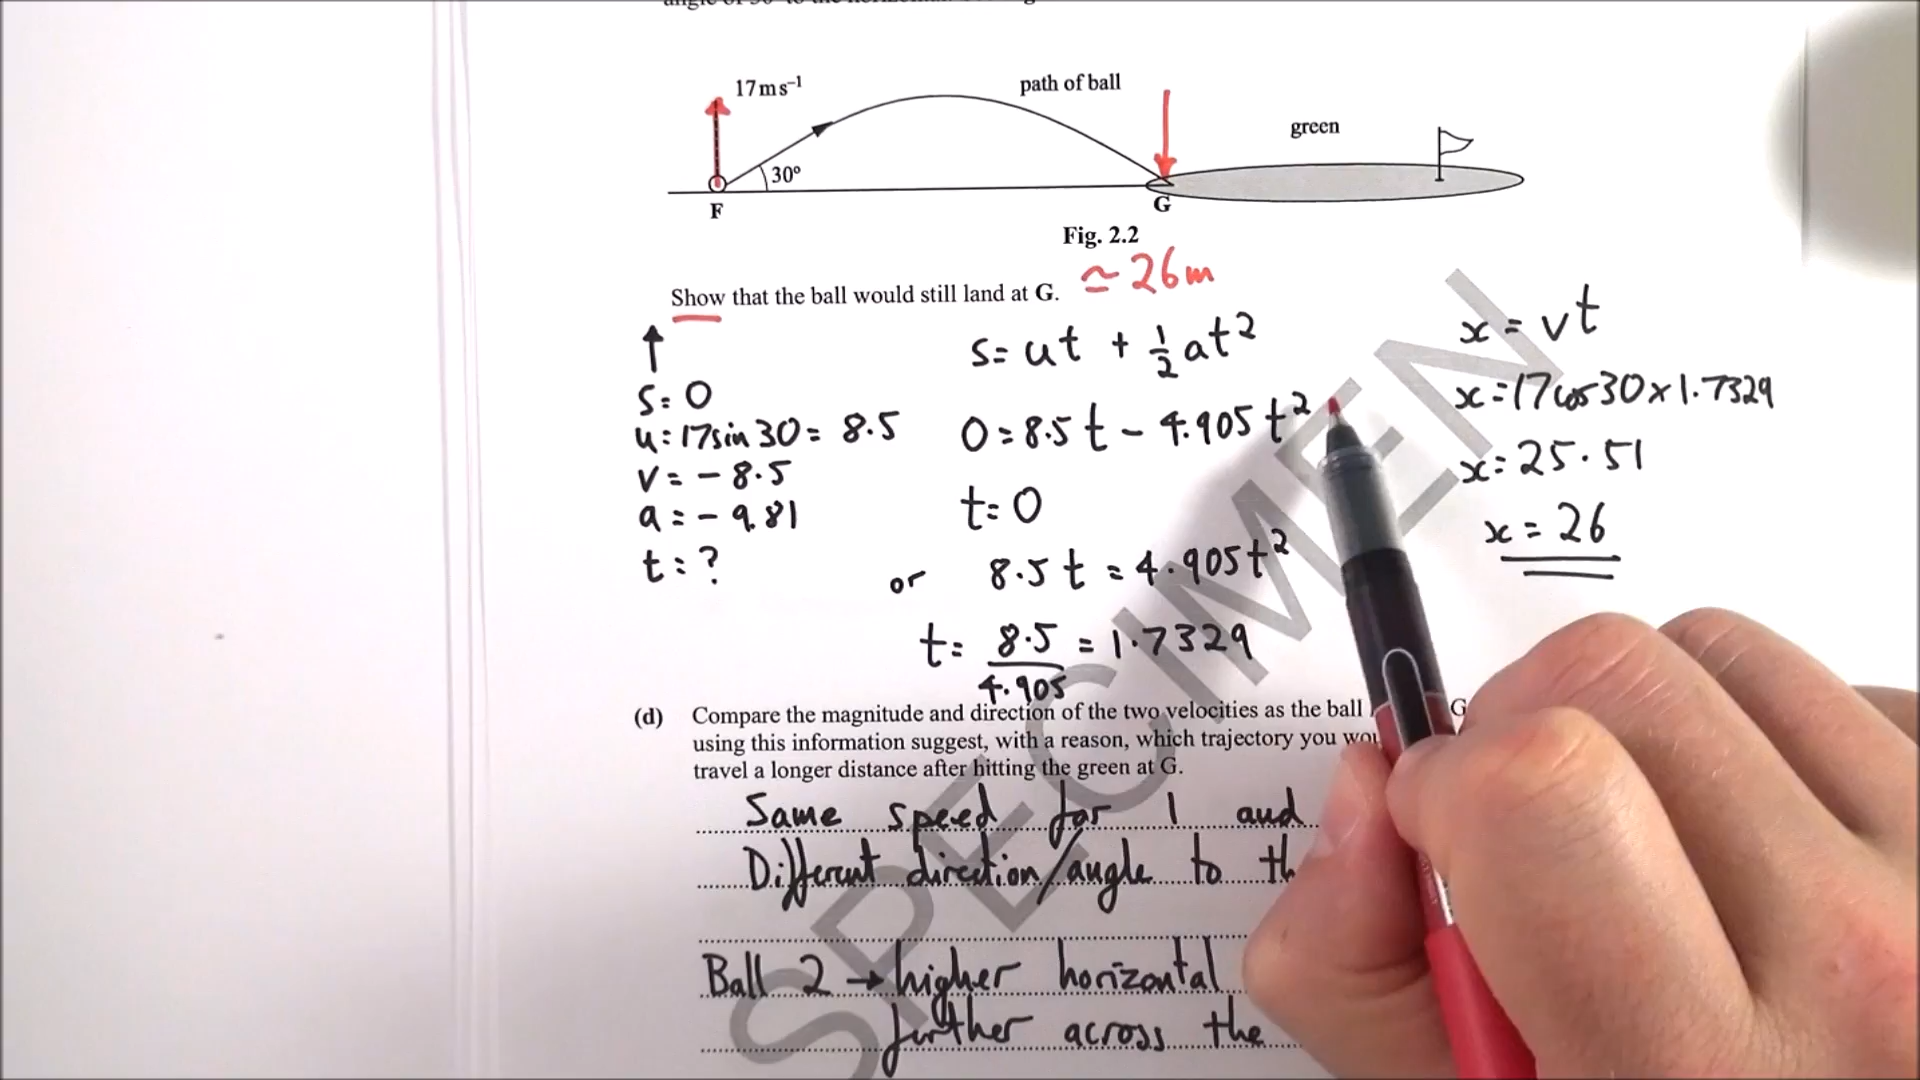 17 m s⁻¹
path of ball
green
30°
F
G
Fig. 2.2
≃ 26m
Show that the ball would still land at G.
↑
s = 0
u = 17sin 30 = 8.5
v = - 8.5
a = - 9.81
t = ?
s = ut + ½at²
0 = 8.5t - 4.905t²
t = 0
or 8.5t = 4.905t²
t = 8.5/4.905 = 1.7329
x = vt
x = 17cos30 × 1.7329
x = 25.51
x = 26
(d) Compare the magnitude and direction of the two velocities as the ball G
using this information suggest, with a reason, which trajectory you
travel a longer distance after hitting the green at G.
Same speed for 1 and
Different direction/angle to
Ball 2 → higher horizontal
further across the
SPECIMEN